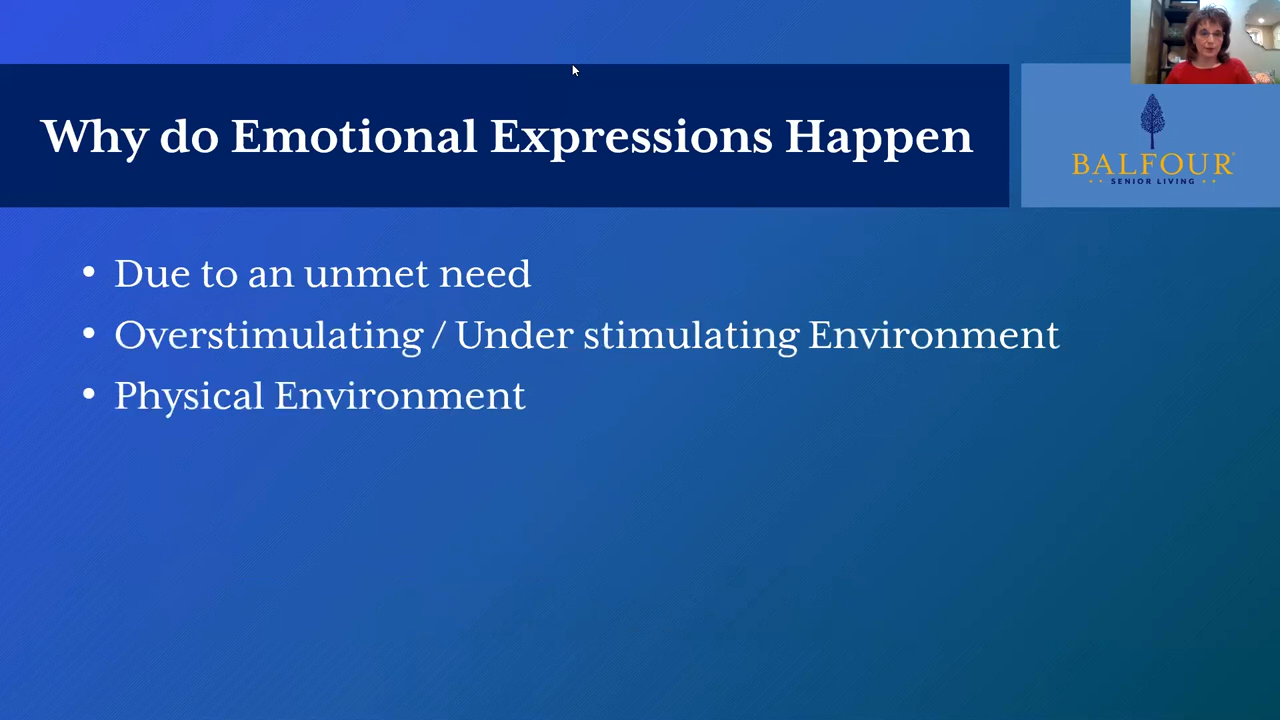 Why do Emotional Expressions Happen
BALFOUR
SENIOR LIVING
• Due to an unmet need
• Overstimulating / Under stimulating Environment
• Physical Environment